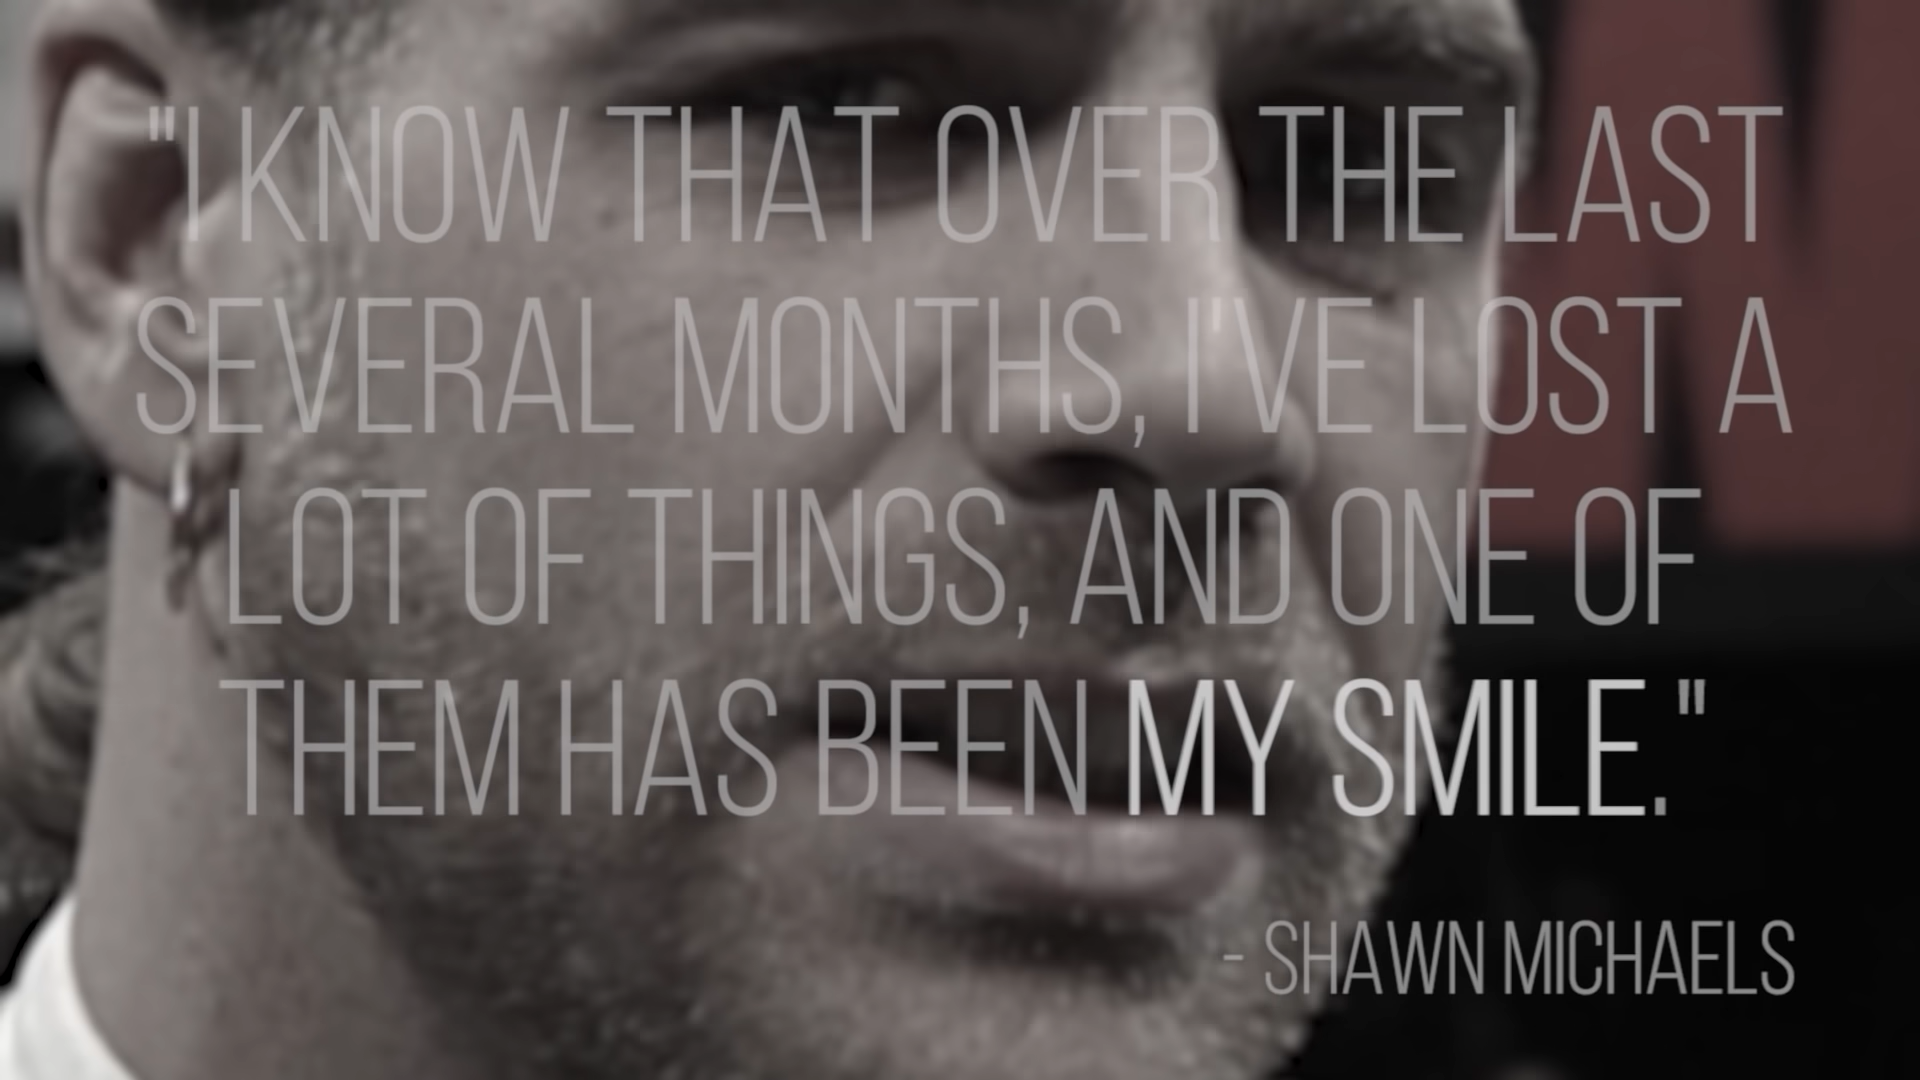 "I KNOW THAT OVER THE LAST
SEVERAL MONTHS, I'VE LOST A
LOT OF THINGS, AND ONE OF
THEM HAS BEEN MY SMILE."
- SHAWN MICHAELS